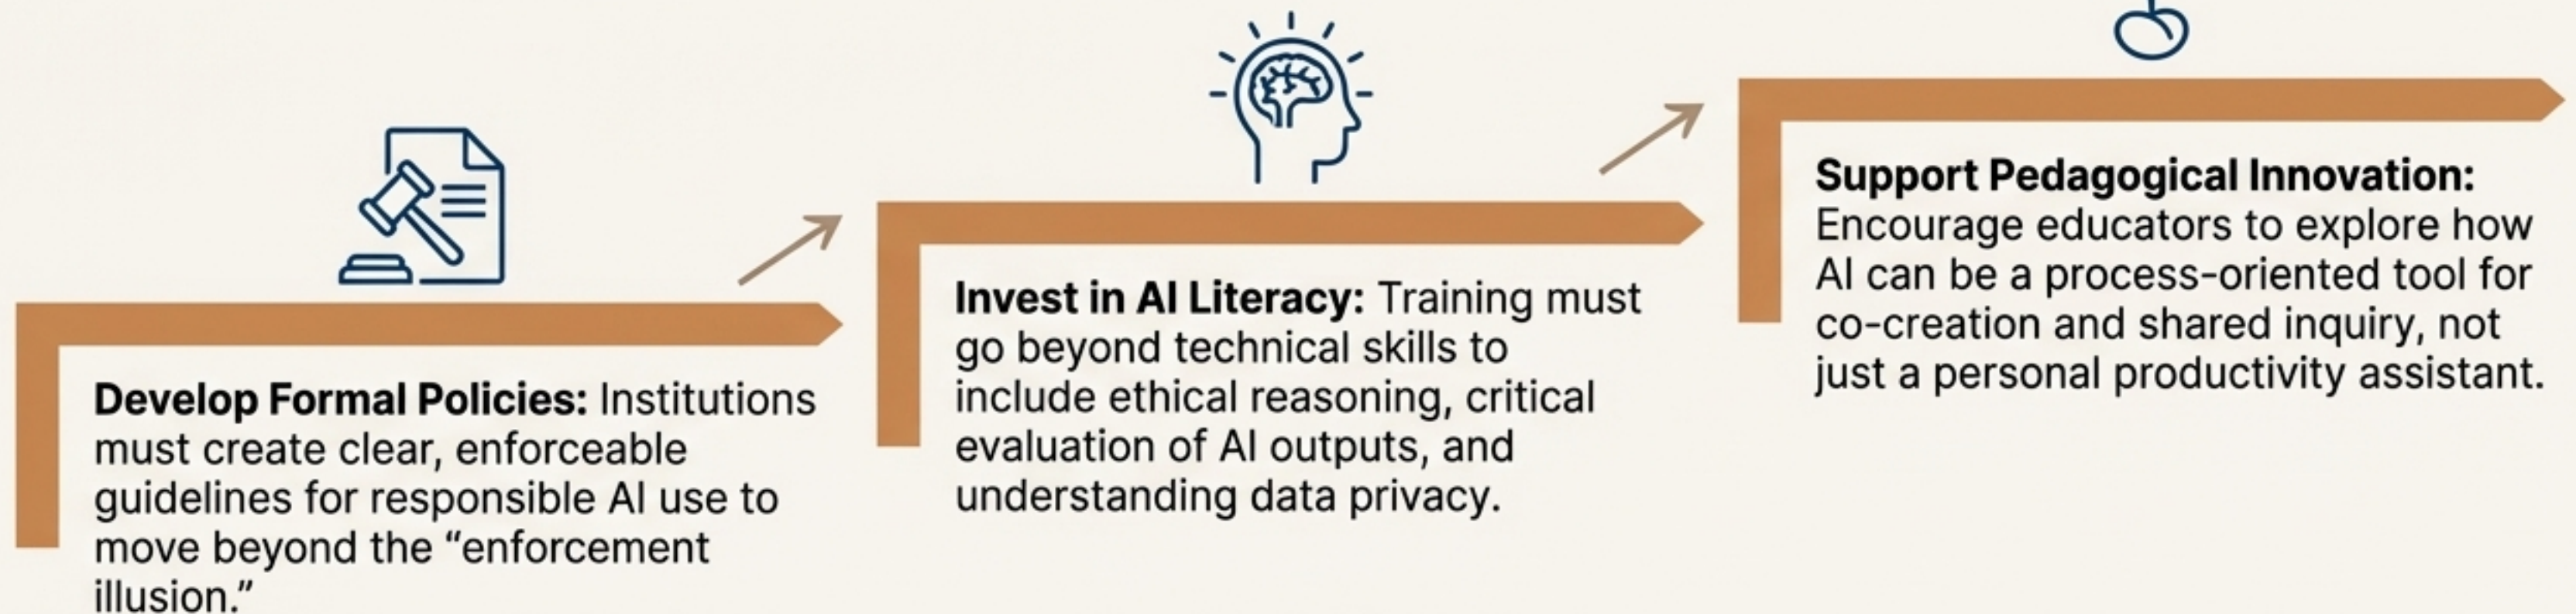 Develop Formal Policies: Institutions
must create clear, enforceable
guidelines for responsible AI use to
move beyond the “enforcement
illusion.”
Invest in AI Literacy: Training must
go beyond technical skills to
include ethical reasoning, critical
evaluation of AI outputs, and
understanding data privacy.
Support Pedagogical Innovation:
Encourage educators to explore how
AI can be a process-oriented tool for
co-creation and shared inquiry, not
just a personal productivity assistant.